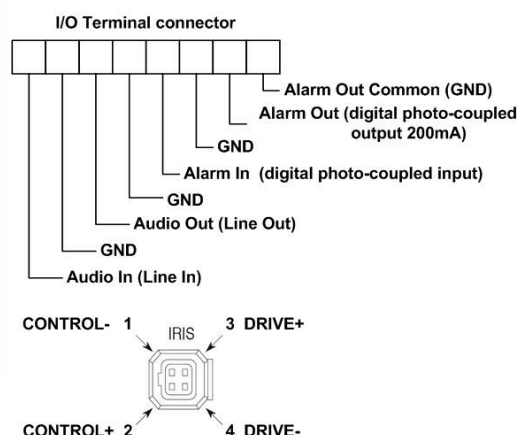 I/O Terminal connector
Alarm Out Common (GND)
Alarm Out (digital photo-coupled
output 200mA)
GND
Alarm In (digital photo-coupled input)
GND
Audio Out (Line Out)
GND
Audio In (Line In)
CONTROL- 1
IRIS
3 DRIVE+
CONTROL+ 2
4 DRIVE-